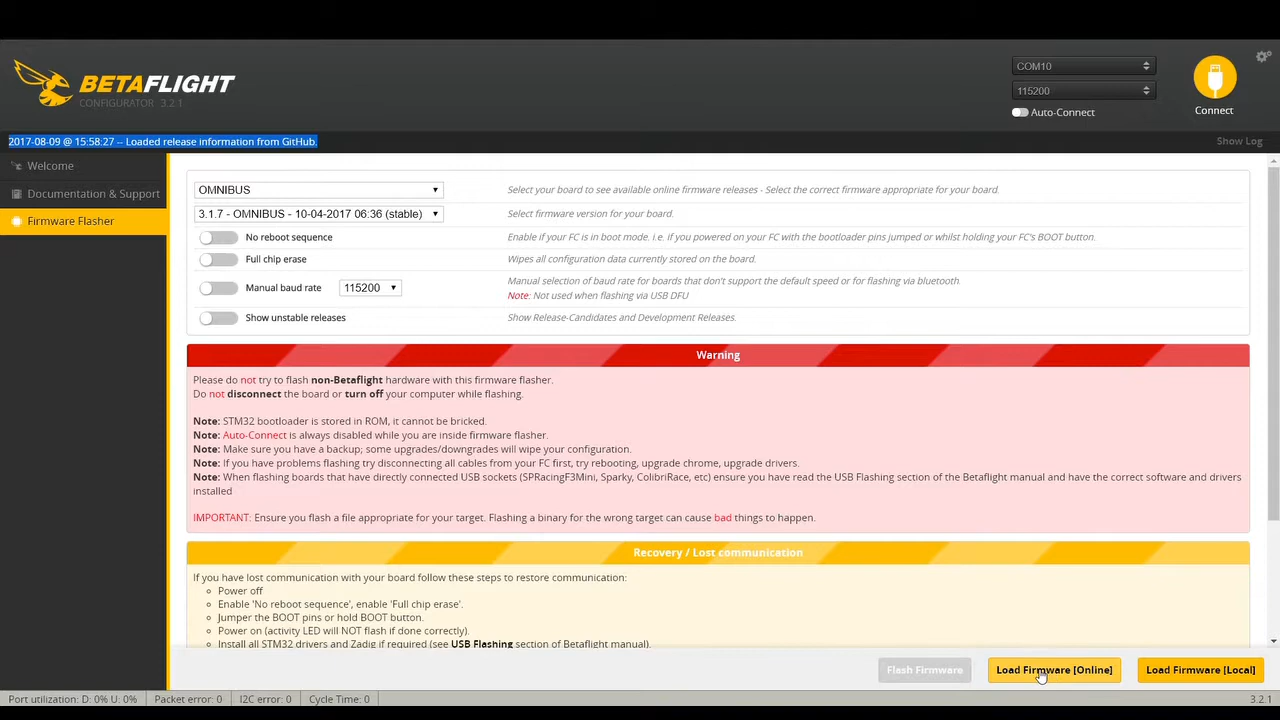 BETAFLIGHT
CONFIGURATOR 3.2.1
COM10
115200
Auto-Connect
Connect
2017-08-09 @ 15:58:27 -- Loaded release information from GitHub.
Show Log
Welcome
Documentation & Support
Firmware Flasher
OMNIBUS
Select your board to see available online firmware releases - Select the correct firmware appropriate for your board.
3.1.7 - OMNIBUS - 10-04-2017 06:36 (stable)
Select firmware version for your board.
No reboot sequence
Enable if your FC is in boot mode. i.e. if you powered on your FC with the bootloader pins jumped or whilst holding your FC's BOOT button.
Full chip erase
Wipes all configuration data currently stored on the board.
Manual baud rate
115200
Manual selection of baud rate for boards that don't support the default speed or for flashing via bluetooth
Note: Not used when flashing via USB DFU
Show unstable releases
Show Release-Candidates and Development Releases.
Warning
Please do not try to flash non-Betaflight hardware with this firmware flasher.
Do not disconnect the board or turn off your computer while flashing.
Note: STM32 bootloader is stored in ROM, it cannot be bricked.
Note: Auto-Connect is always disabled while you are inside firmware flasher.
Note: Make sure you have a backup; some upgrades/downgrades will wipe your configuration.
Note: If you have problems flashing try disconnecting all cables from your FC first, try rebooting, upgrade chrome, upgrade drivers.
Note: When flashing boards that have directly connected USB sockets (SPRacingF3Mini, Sparky, ColibriRace, etc) ensure you have read the USB Flashing section of the Betaflight manual and have the correct software and drivers
installed
IMPORTANT: Ensure you flash a file appropriate for your target. Flashing a binary for the wrong target can cause bad things to happen.
Recovery / Lost communication
If you have lost communication with your board follow these steps to restore communication:
Power off
Enable 'No reboot sequence', enable 'Full chip erase'.
Jumper the BOOT pins or hold BOOT button.
Power on (activity LED will NOT flash if done correctly).
Install all STM32 drivers and Zadig if required (see USB Flashing section of Betaflight manual).
Flash Firmware
Load Firmware [Online]
Load Firmware [Local]
Port utilization: D: 0% U: 0%
Packet error: 0
I2C error: 0
Cycle Time: 0
3.2.1